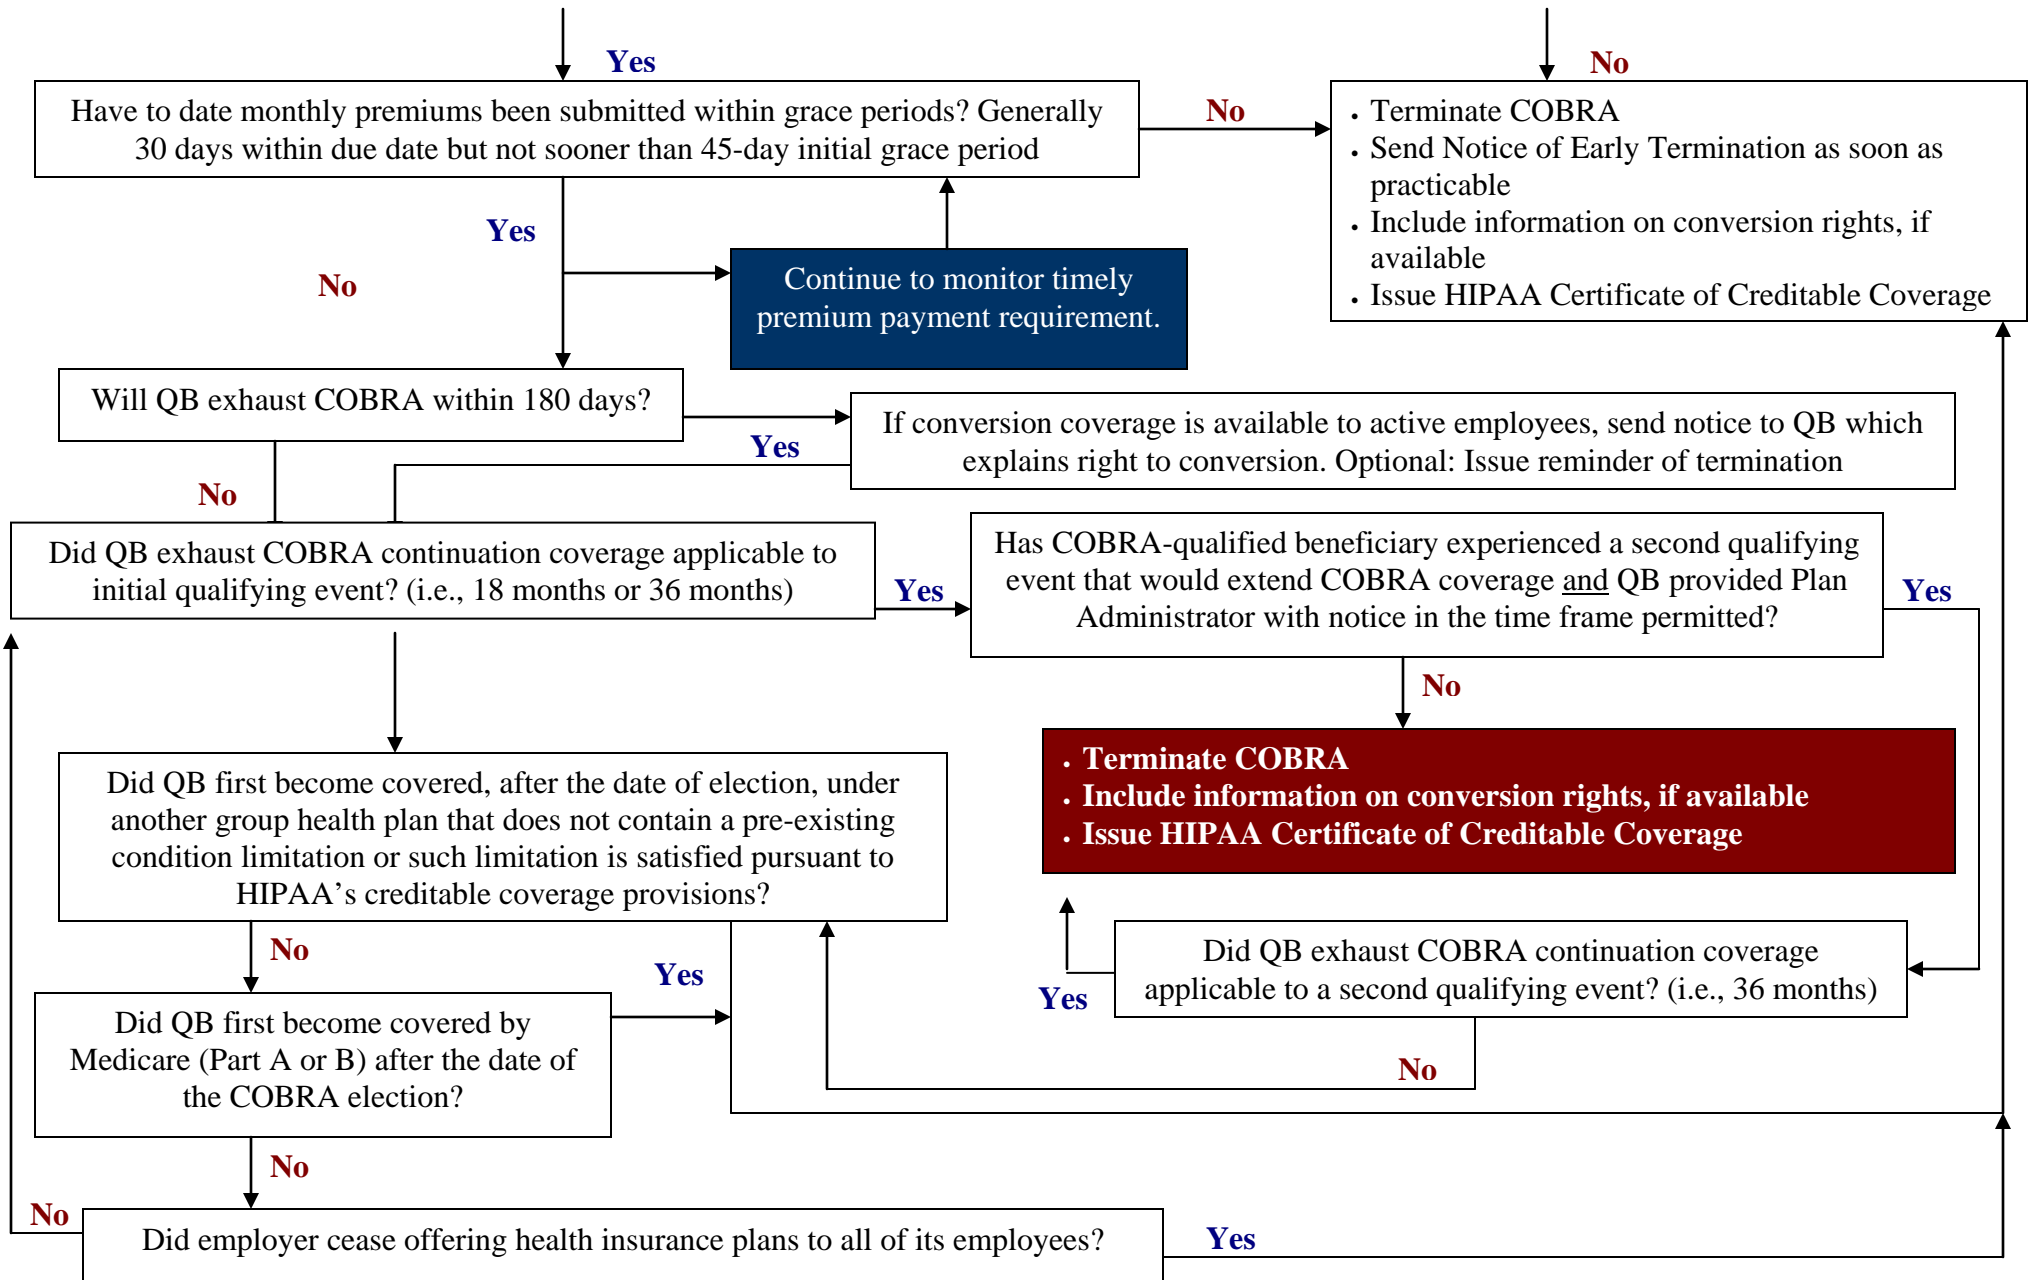 Yes
No
Have to date monthly premiums been submitted within grace periods? Generally
30 days within due date but not sooner than 45-day initial grace period
No
• Terminate COBRA
• Send Notice of Early Termination as soon as
practicable
• Include information on conversion rights, if
available
• Issue HIPAA Certificate of Creditable Coverage
Yes
No
Continue to monitor timely
premium payment requirement.
Will QB exhaust COBRA within 180 days?
Yes
If conversion coverage is available to active employees, send notice to QB which
explains right to conversion. Optional: Issue reminder of termination
No
Did QB exhaust COBRA continuation coverage applicable to
initial qualifying event? (i.e., 18 months or 36 months)
Yes
Has COBRA-qualified beneficiary experienced a second qualifying
event that would extend COBRA coverage and QB provided Plan
Administrator with notice in the time frame permitted?
Yes
No
• Terminate COBRA
• Include information on conversion rights, if available
• Issue HIPAA Certificate of Creditable Coverage
Did QB first become covered, after the date of election, under
another group health plan that does not contain a pre-existing
condition limitation or such limitation is satisfied pursuant to
HIPAA’s creditable coverage provisions?
No
Yes
Did QB exhaust COBRA continuation coverage
applicable to a second qualifying event? (i.e., 36 months)
Yes
No
Did QB first become covered by
Medicare (Part A or B) after the date of
the COBRA election?
No
No
Did employer cease offering health insurance plans to all of its employees?
Yes